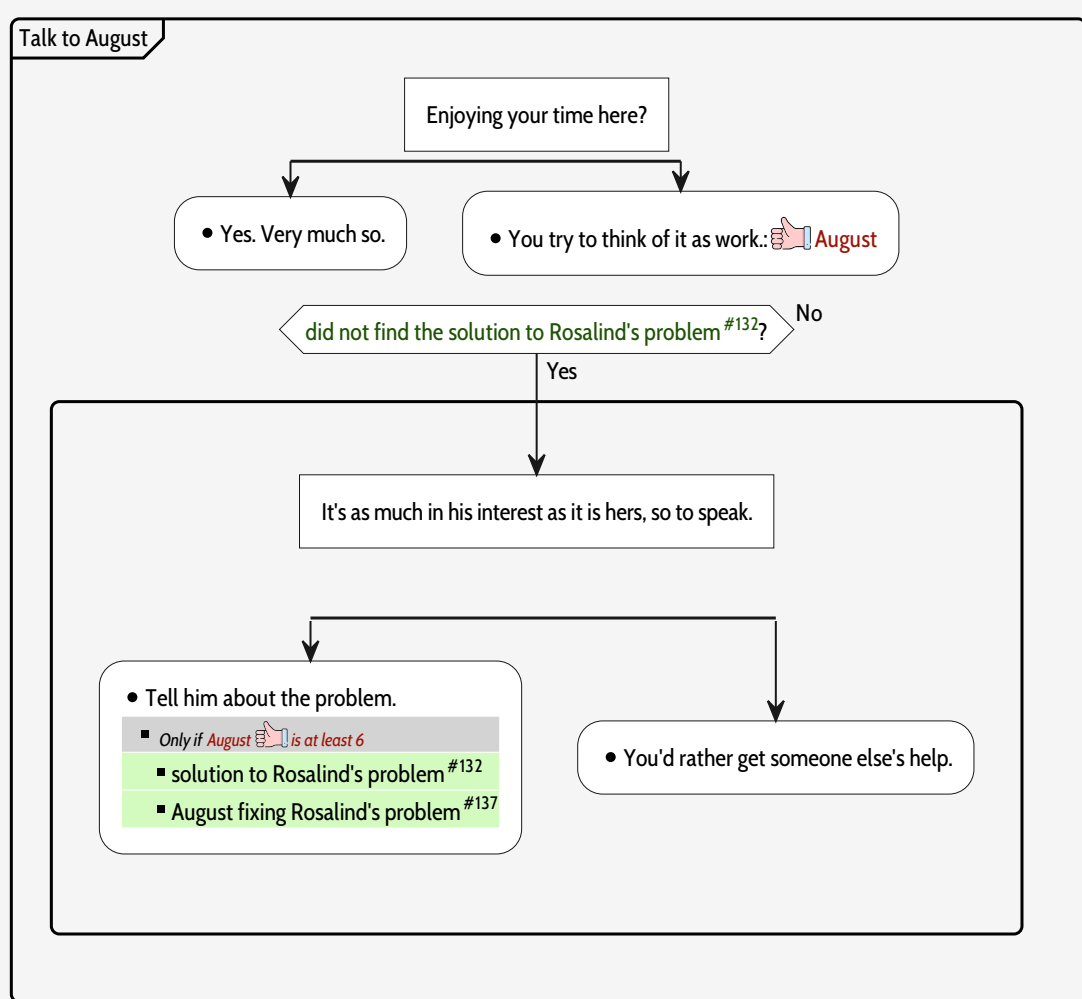 Talk to August
Enjoying your time here?
• Yes. Very much so.
• You try to think of it as work.: August
did not find the solution to Rosalind's problem #132?
No
Yes
It's as much in his interest as it is hers, so to speak.
• Tell him about the problem.
▪ Only if August is at least 6
▪ solution to Rosalind's problem #132
▪ August fixing Rosalind's problem #137
• You'd rather get someone else's help.